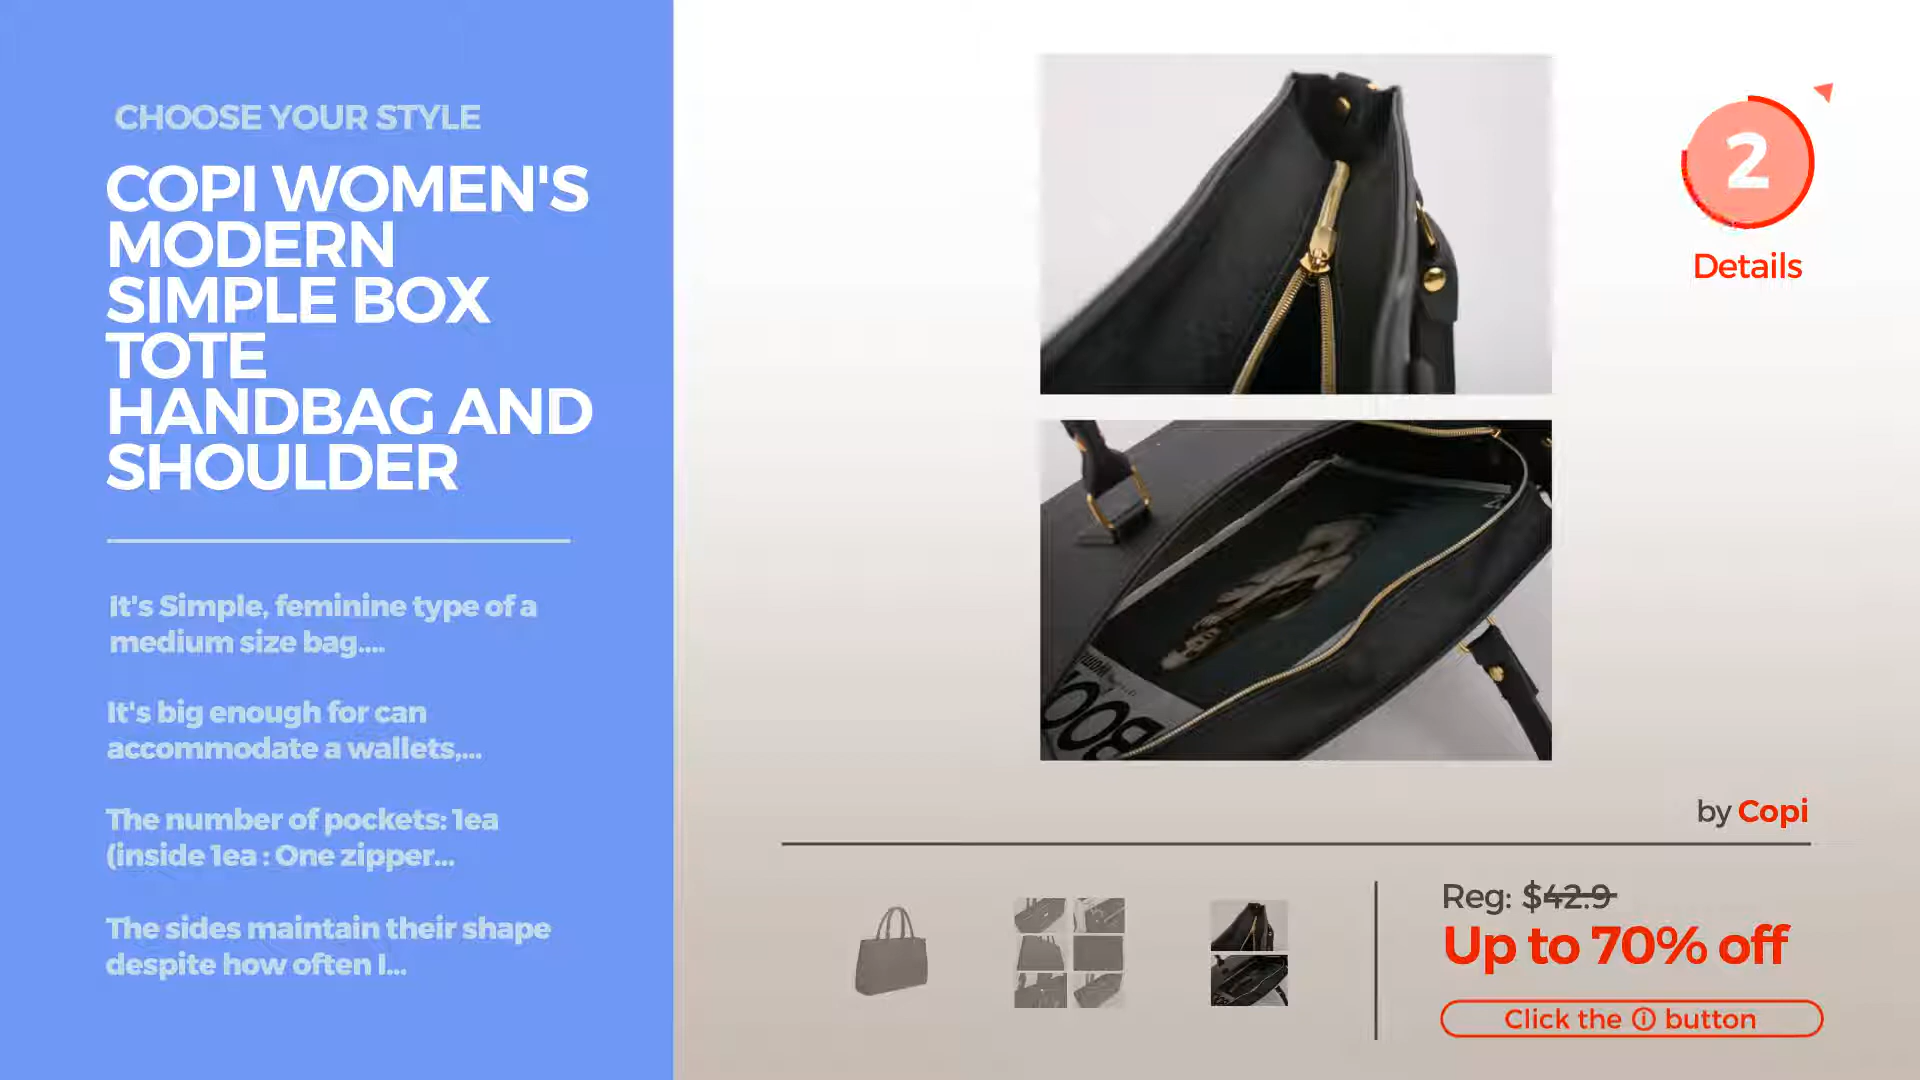 CHOOSE YOUR STYLE
COPI WOMEN'S
MODERN
SIMPLE BOX
TOTE
HANDBAG AND
SHOULDER
It's Simple, feminine type of a
medium size bag....
It's big enough for can
accommodate a wallets,...
The number of pockets: 1ea
(inside 1ea : One zipper...
The sides maintain their shape
despite how often I...
2
Details
BOO
by Copi
Reg: $42.9
Up to 70% off
Click the ⓘ button